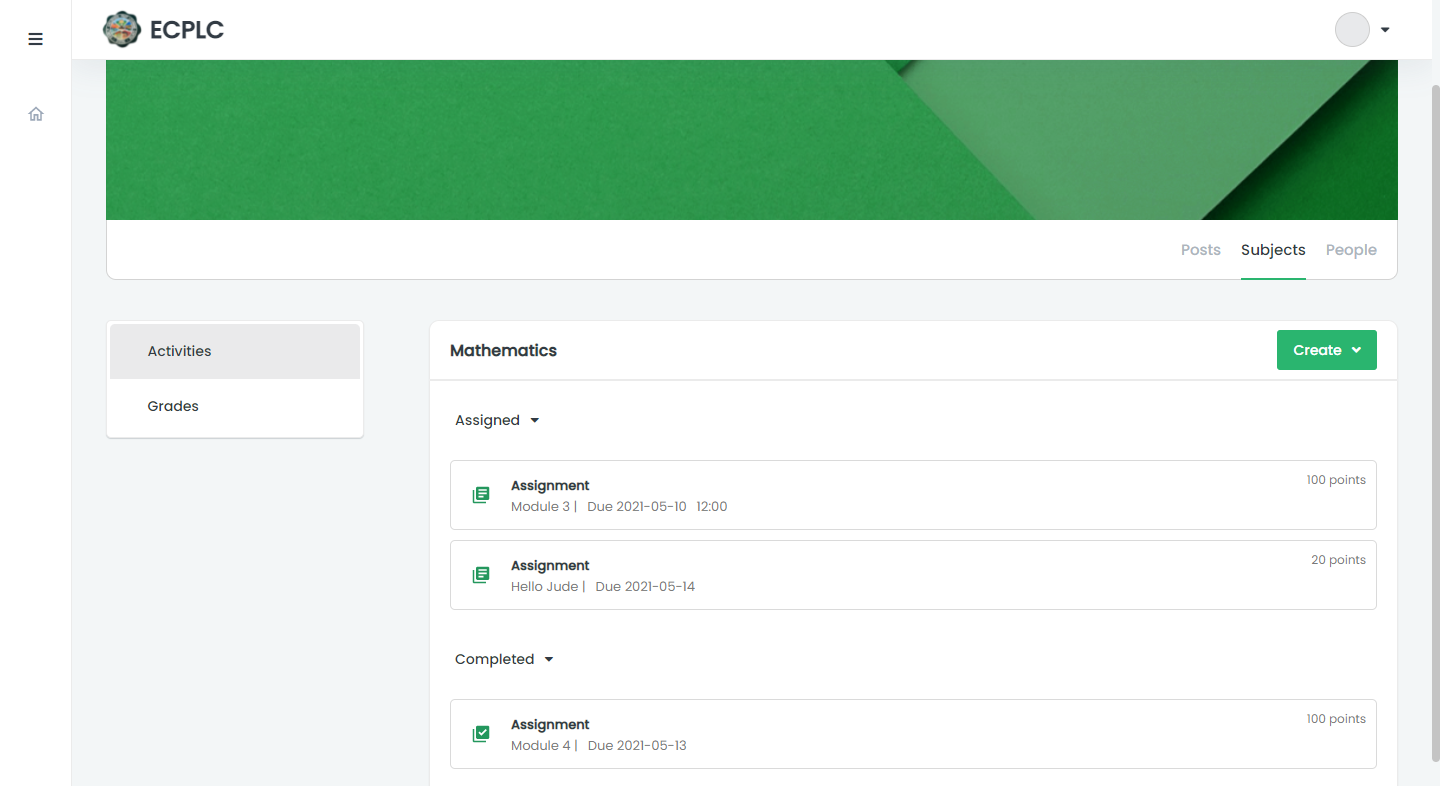 ECPLC
Posts Subjects People
Activities
Grades
Mathematics
Create
Assigned
Assignment
100 points
Module 3 | Due 2021-05-10 12:00
Assignment
20 points
Hello Jude | Due 2021-05-14
Completed
Assignment
100 points
Module 4 | Due 2021-05-13